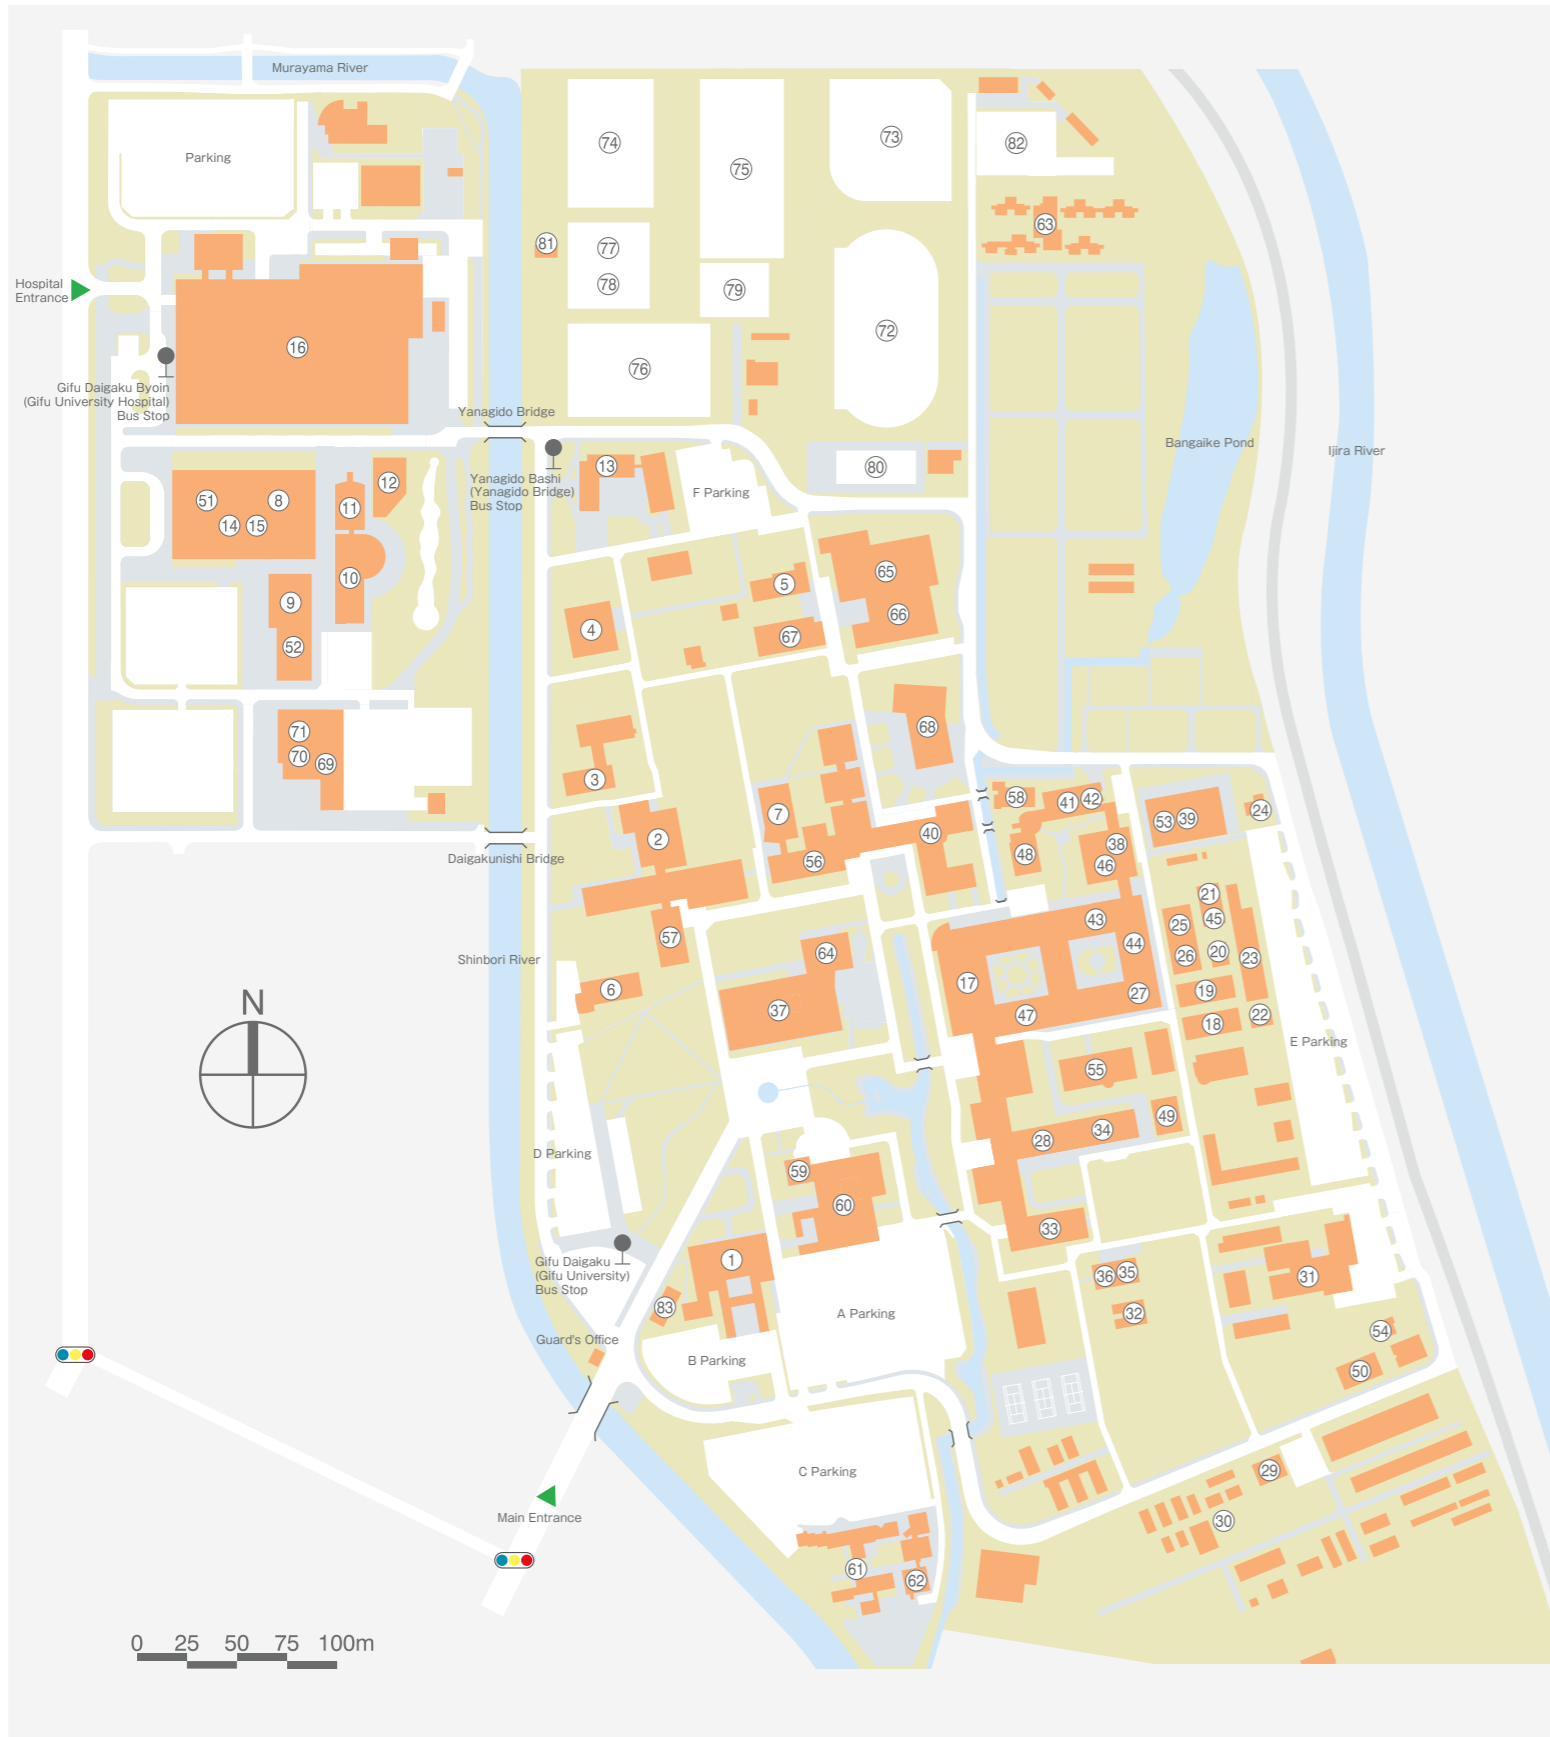 Murayama River
Parking
74
75
73
82
63
81
77
78
79
72
Hospital
Entrance
16
76
Gifu Daigaku Byoin
(Gifu University Hospital)
Bus Stop
Yanagido Bridge
Bangaike Pond
Ijira River
13
80
Yanagido Bashi
(Yanagido Bridge)
Bus Stop
F Parking
12
51
8
11
14
15
10
65
5
9
4
66
67
52
71
70
69
68
3
58
41
42
7
53
39
24
2
40
38
48
46
56
Daigakunishi Bridge
21
43
45
25
57
44
64
20
26
23
Shinbori River
17
6
27
19
37
47
18
22
N
E Parking
55
49
34
28
D Parking
59
60
33
1
Gifu Daigaku
(Gifu University)
Bus Stop
36
35
31
83
32
A Parking
54
Guard's Office
B Parking
50
C Parking
29
Main Entrance
30
61
62
0 25 50 75 100m